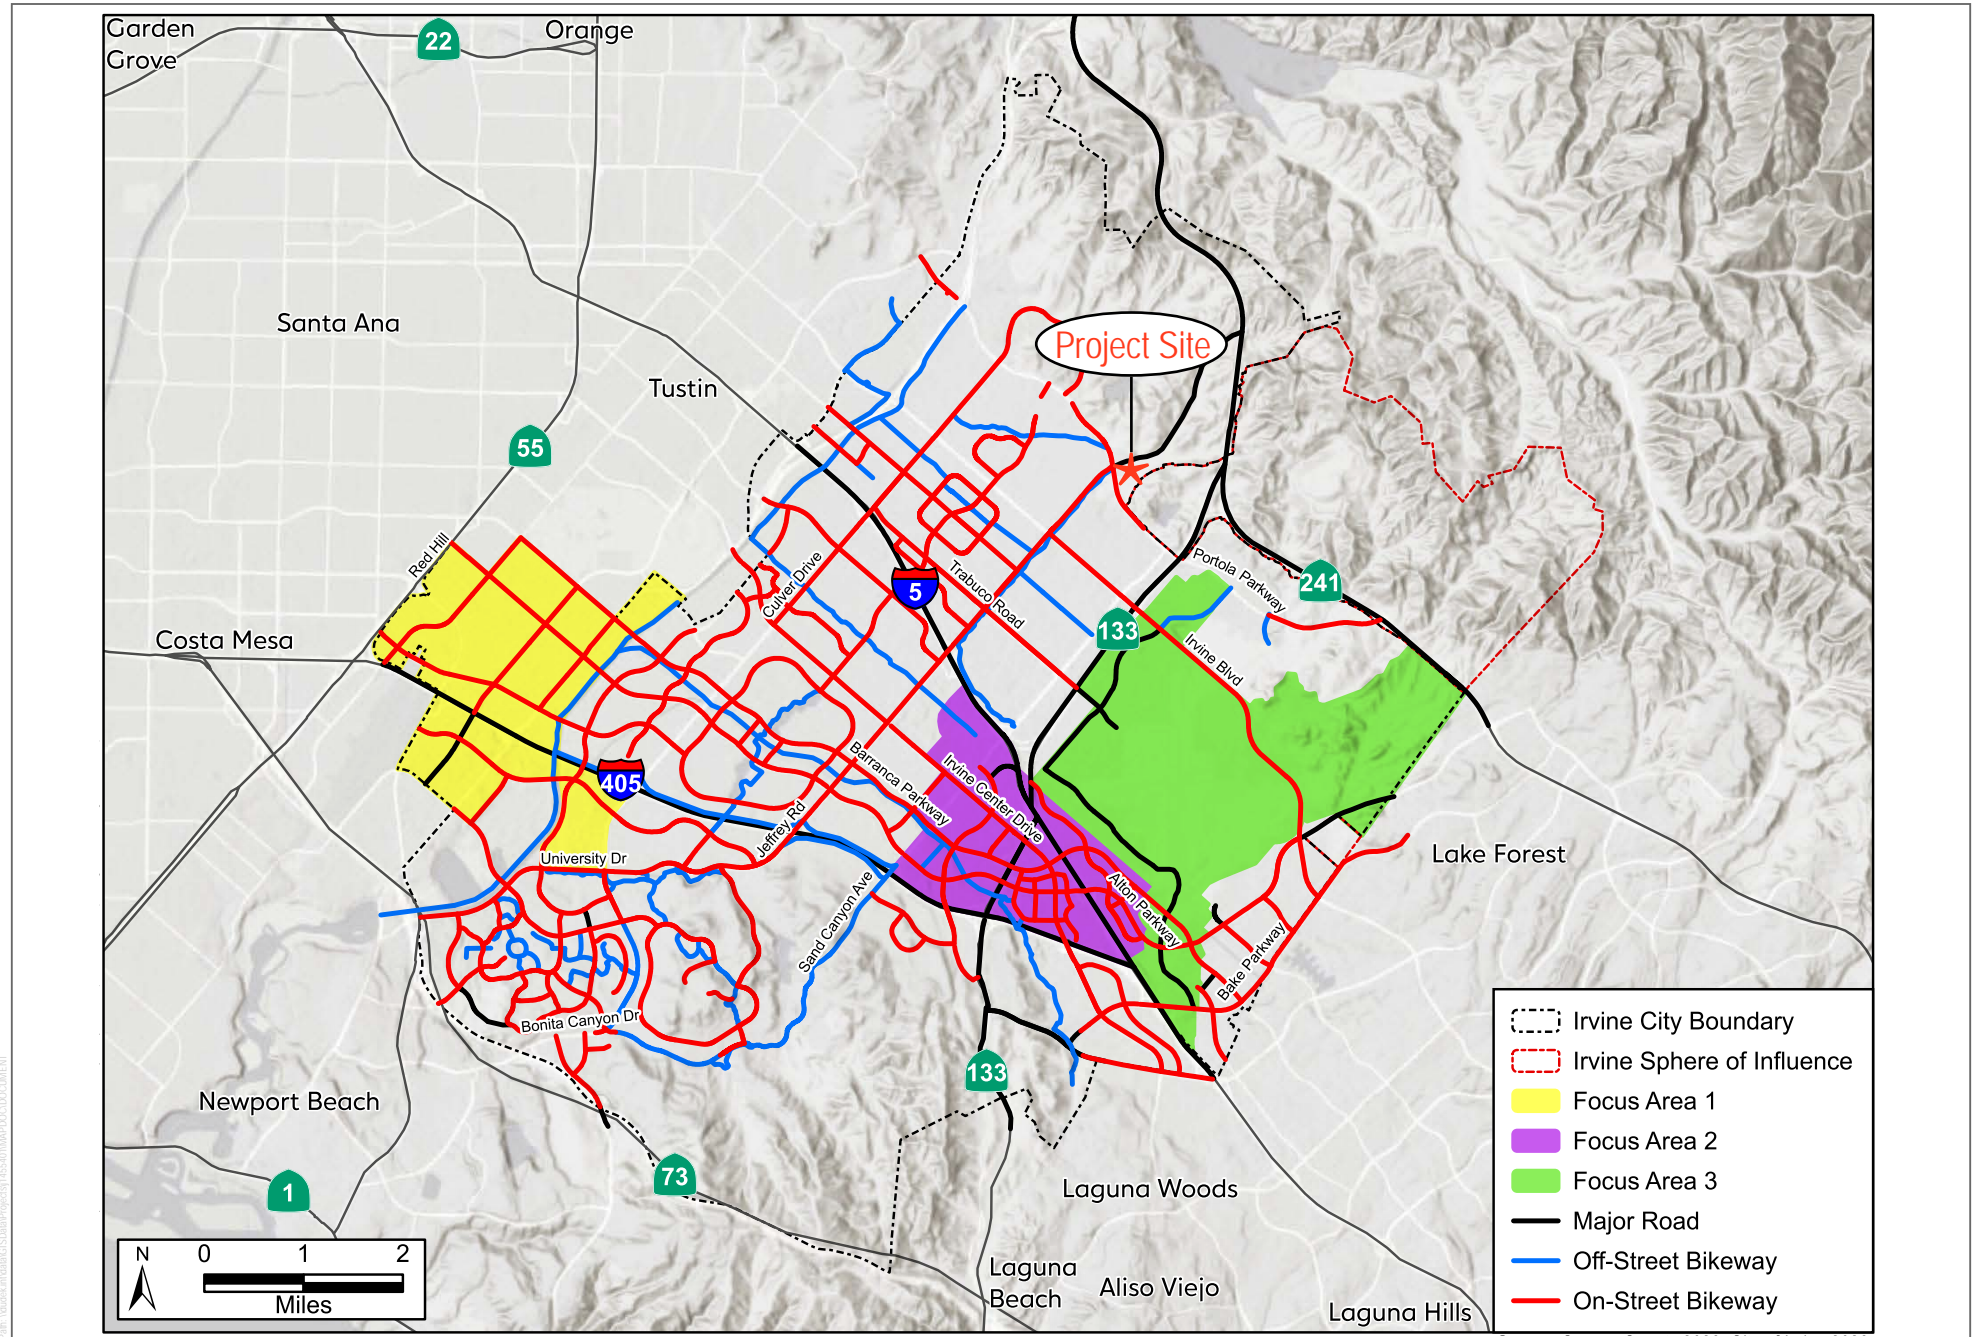 Garden
Grove
22
Orange
Project Site
Santa Ana
Tustin
55
Red Hill
Culver Drive
5
Trabuco Road
Portola Parkway
241
133
Irvine Blvd
Costa Mesa
405
Barranca Parkway
Irvine Center Drive
Jeffrey Rd
University Dr
Sand Canyon Ave
Alton Parkway
Bake Parkway
Lake Forest
Bonita Canyon Dr
133
Newport Beach
73
1
Laguna Woods
Laguna
Beach
Aliso Viejo
Laguna Hills
N
0 1 2
Miles
Irvine City Boundary
Irvine Sphere of Influence
Focus Area 1
Focus Area 2
Focus Area 3
Major Road
Off-Street Bikeway
On-Street Bikeway